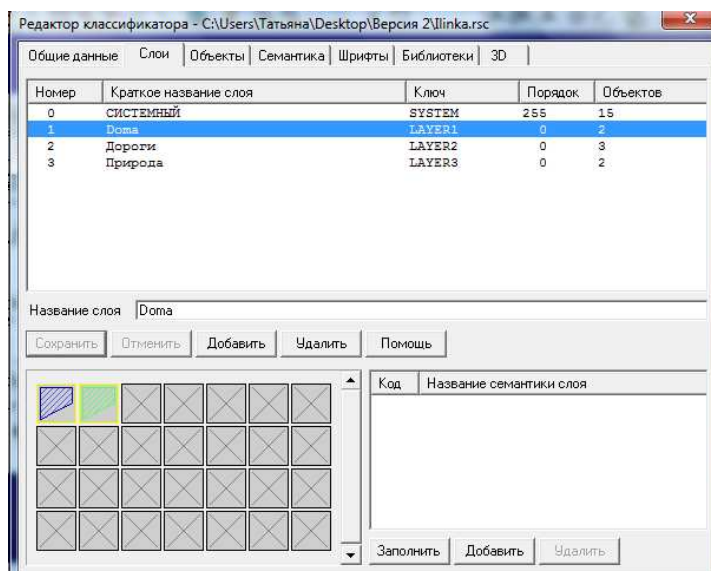 Редактор классификатора - C:\Users\Татьяна\Desktop\Версия 2\Ilinka.rsc
Общие данные Слои Объекты Семантика Шрифты Библиотеки 3D
Номер Краткое название слоя Ключ Порядок Объектов
0 СИСТЕМНЫЙ SYSTEM 255 15
1 Doma LAYER1 0 2
2 Дороги LAYER2 0 3
3 Природа LAYER3 0 2
Название слоя Doma
Сохранить Отменить Добавить Удалить Помощь
Код Название семантики слоя
Заполнить Добавить Удалить